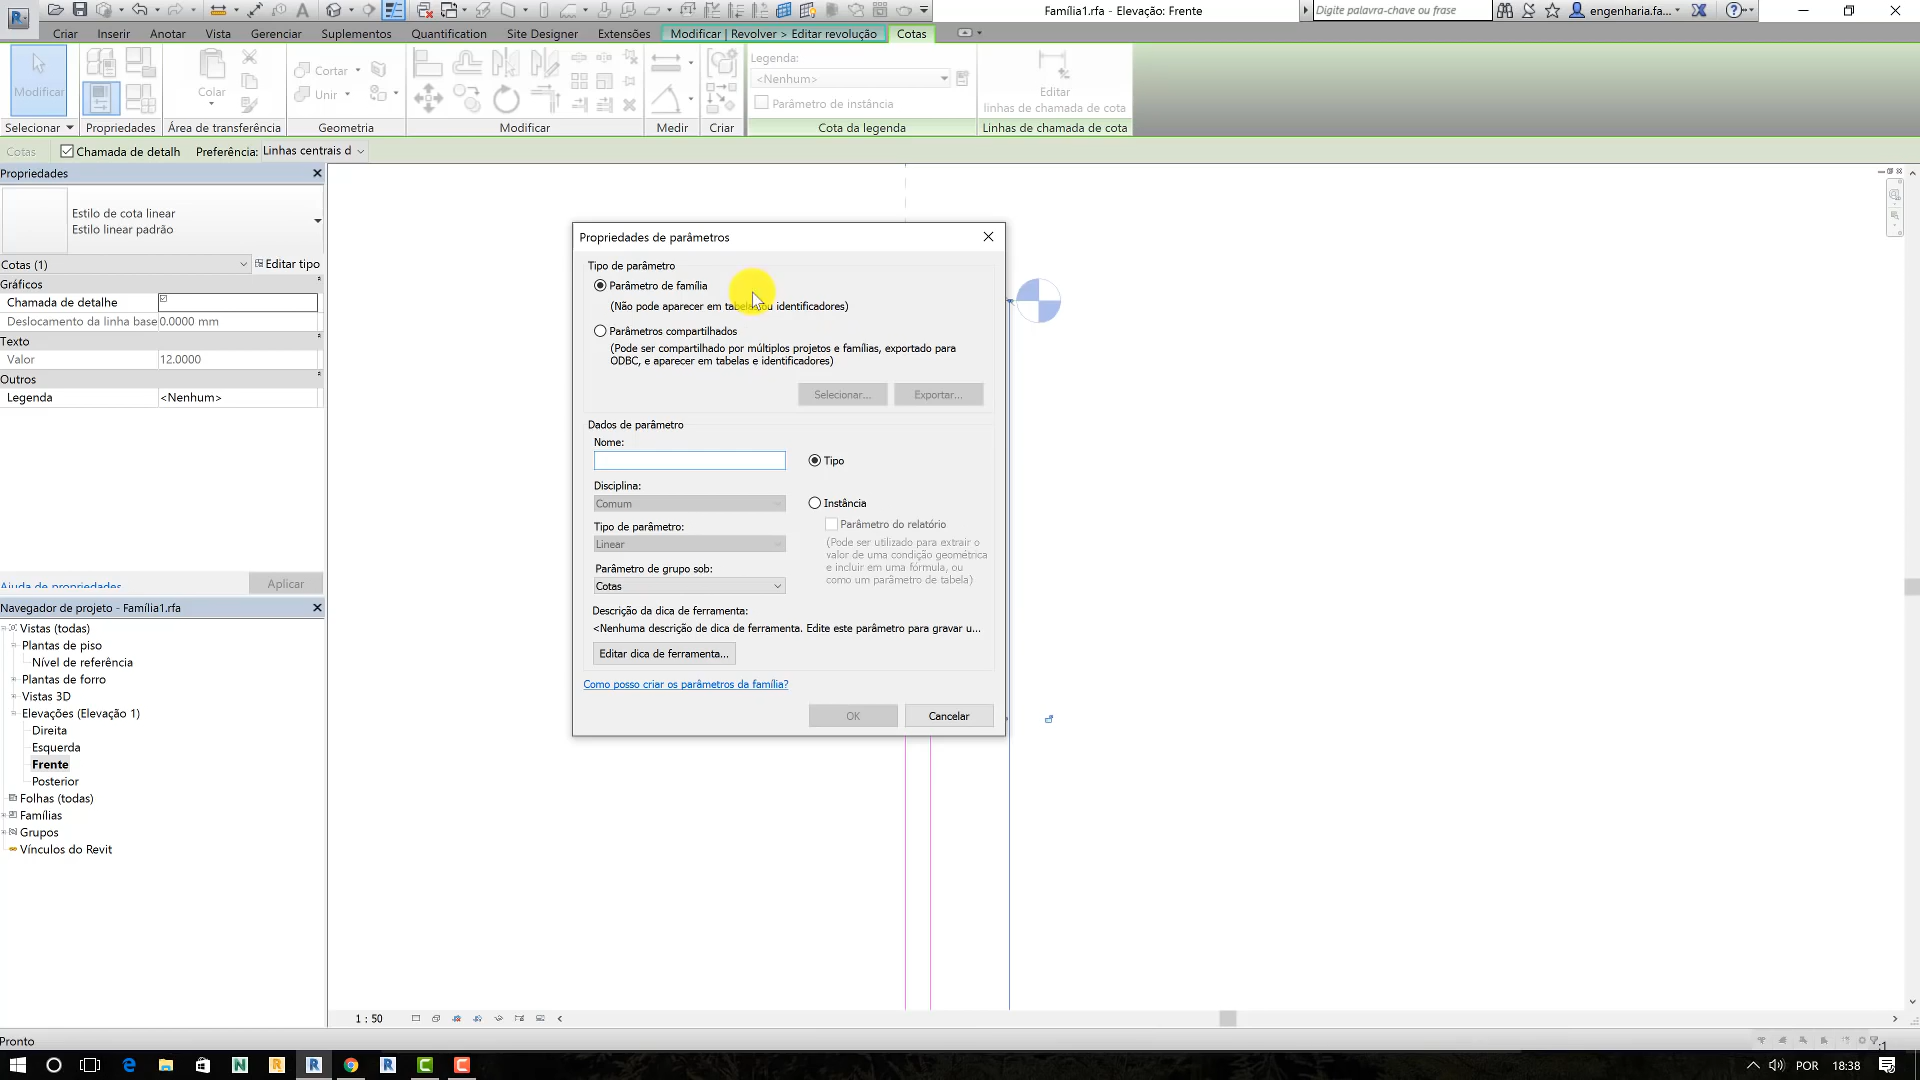 Família1.rfa - Elevação: Frente
Digite palavra-chave ou frase
engenharia.fa...
Criar Inserir Anotar Vista Gerenciar Suplementos Quantification Site Designer Extensões Modificar | Revolver > Editar revolução Cotas
Modificar
Colar
Cortar
Unir
Legenda:
<Nenhum>
Parâmetro de instância
Editar
linhas de chamada de cota
Selecionar Propriedades Área de transferência Geometria Modificar Medir Criar Cota da legenda Linhas de chamada de cota
Cotas Chamada de detalh Preferência: Linhas centrais d
Propriedades
Estilo de cota linear
Estilo linear padrão
Cotas (1) Editar tipo
Gráficos
Chamada de detalhe
Deslocamento da linha base 0.0000 mm
Texto
Valor 12.0000
Outros
Legenda <Nenhum>
Ajuda de propriedades Aplicar
Navegador de projeto - Família1.rfa
Vistas (todas)
Plantas de piso
Nível de referência
Plantas de forro
Vistas 3D
Elevações (Elevação 1)
Direita
Esquerda
Frente
Posterior
Folhas (todas)
Famílias
Grupos
Vínculos do Revit
Propriedades de parâmetros
Tipo de parâmetro
Parâmetro de família
(Não pode aparecer em tabelas ou identificadores)
Parâmetros compartilhados
(Pode ser compartilhado por múltiplos projetos e famílias, exportado para
ODBC, e aparecer em tabelas e identificadores)
Selecionar... Exportar...
Dados de parâmetro
Nome:
Tipo
Disciplina:
Comum
Instância
Parâmetro do relatório
(Pode ser utilizado para extrair o
valor de uma condição geométrica
e incluir em uma fórmula, ou
como um parâmetro de tabela)
Tipo de parâmetro:
Linear
Parâmetro de grupo sob:
Cotas
Descrição da dica de ferramenta:
<Nenhuma descrição de dica de ferramenta. Edite este parâmetro para gravar u...
Editar dica de ferramenta...
Como posso criar os parâmetros da família?
OK Cancelar
1 : 50
Pronto
:1
POR 18:38